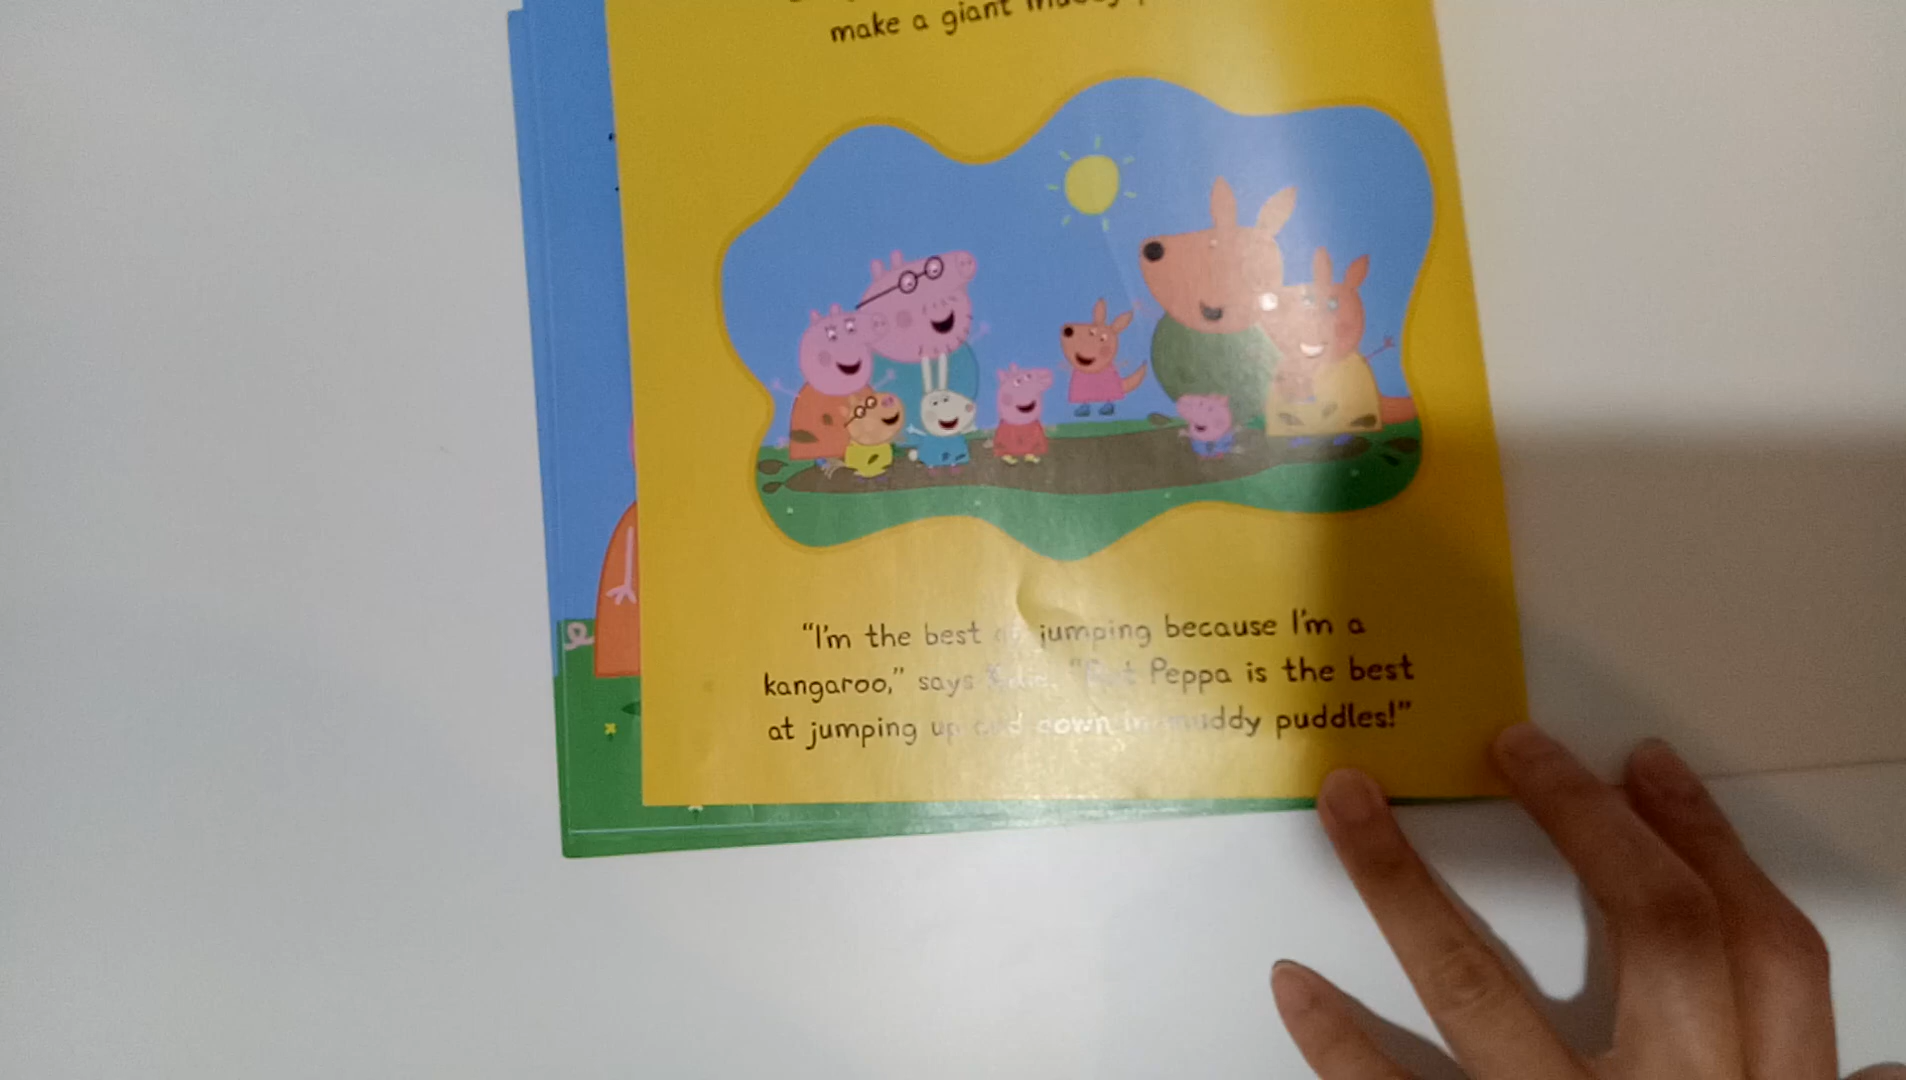 make a giant muddy
"I'm the best at jumping because I'm a
kangaroo," says Kylie. "But Peppa is the best
at jumping up and down in muddy puddles!"